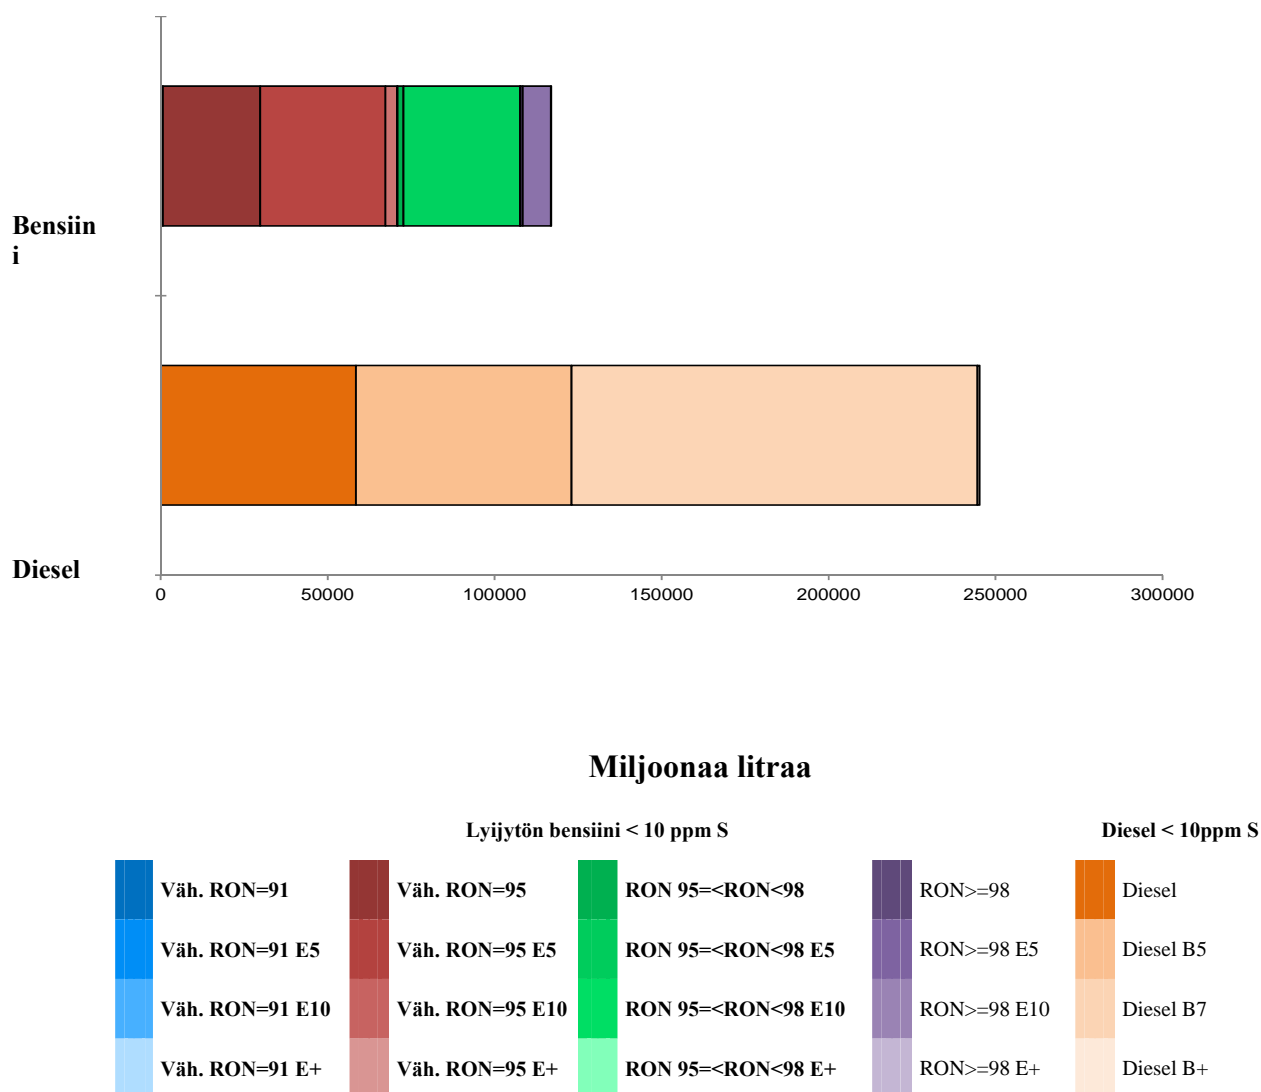 Bensiin
i
Diesel
0 50000 100000 150000 200000 250000 300000
Miljoonaa litraa
Lyijytön bensiini < 10 ppm S Diesel < 10ppm S
Väh. RON=91 Väh. RON=95 RON 95=<RON<98 RON>=98 Diesel
Väh. RON=91 E5 Väh. RON=95 E5 RON 95=<RON<98 E5 RON>=98 E5 Diesel B5
Väh. RON=91 E10 Väh. RON=95 E10 RON 95=<RON<98 E10 RON>=98 E10 Diesel B7
Väh. RON=91 E+ Väh. RON=95 E+ RON 95=<RON<98 E+ RON>=98 E+ Diesel B+